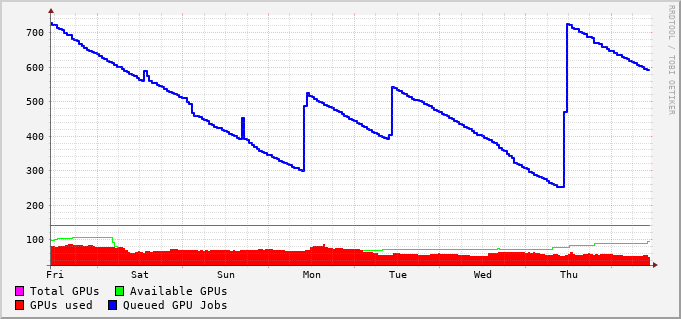 RRDTOOL / TOBI OETIKER
700
600
500
400
300
200
100
Fri Sat Sun Mon Tue Wed Thu
Total GPUs Available GPUs
GPUs used Queued GPU Jobs